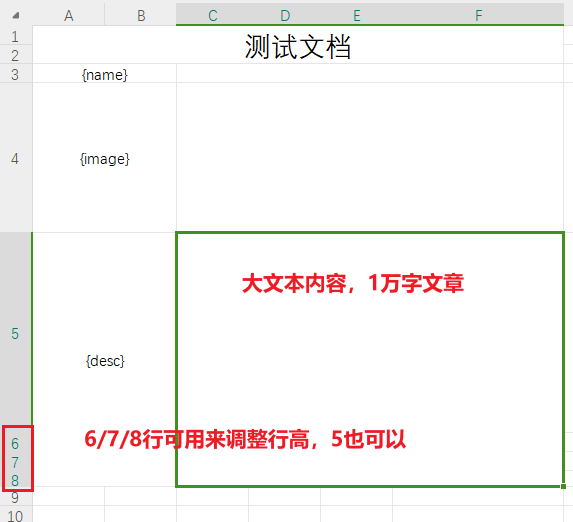 A B C D E F
1
测试文档
2
3 {name}
4 {image}
大文本内容，1万字文章
5
{desc}
6 6/7/8行可用来调整行高，5也可以
7
8
9
10